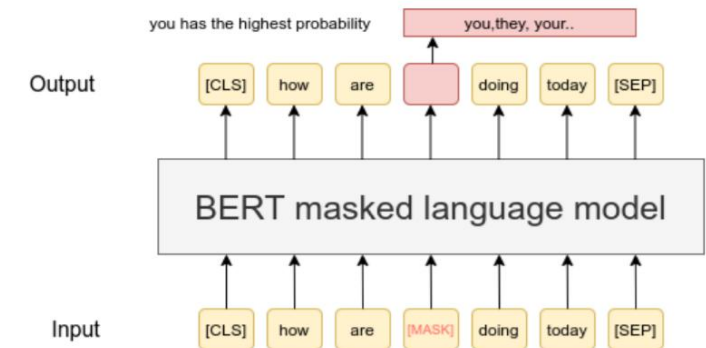 you has the highest probability you,they, your..
Output [CLS] how are doing today [SEP]
BERT masked language model
Input [CLS] how are [MASK] doing today [SEP]